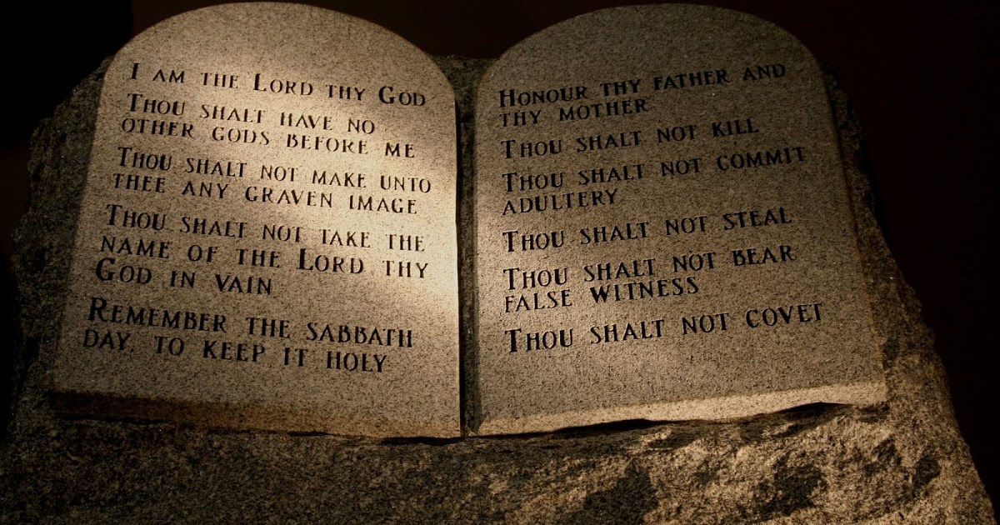 I AM THE LORD THY GOD
THOU SHALT HAVE NO
OTHER GODS BEFORE ME
THOU SHALT NOT MAKE UNTO
THEE ANY GRAVEN IMAGE
THOU SHALT NOT TAKE THE
NAME OF THE LORD THY
GOD IN VAIN
REMEMBER THE SABBATH
DAY, TO KEEP IT HOLY
HONOUR THY FATHER AND
THY MOTHER
THOU SHALT NOT KILL
THOU SHALT NOT COMMIT
ADULTERY
THOU SHALT NOT STEAL
THOU SHALT NOT BEAR
FALSE WITNESS
THOU SHALT NOT COVET